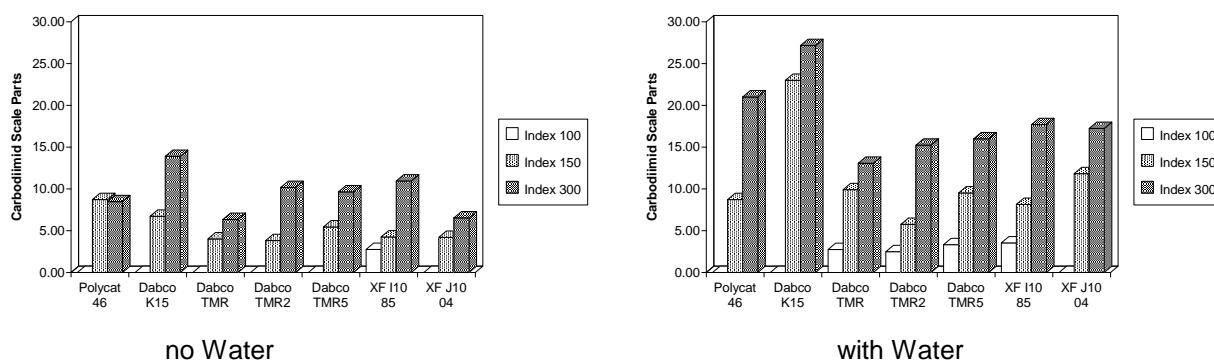 30.00
25.00
20.00
15.00
10.00
5.00
0.00
Carbodiimid Scale Parts
Polycat 46
Dabco K15
Dabco TMR
Dabco TMR2
Dabco TMR5
XF I10 85
XF J10 04
Index 100
Index 150
Index 300
no Water
30.00
25.00
20.00
15.00
10.00
5.00
0.00
Carbodiimid Scale Parts
Polycat 46
Dabco K15
Dabco TMR
Dabco TMR2
Dabco TMR5
XF I10 85
XF J10 04
Index 100
Index 150
Index 300
with Water